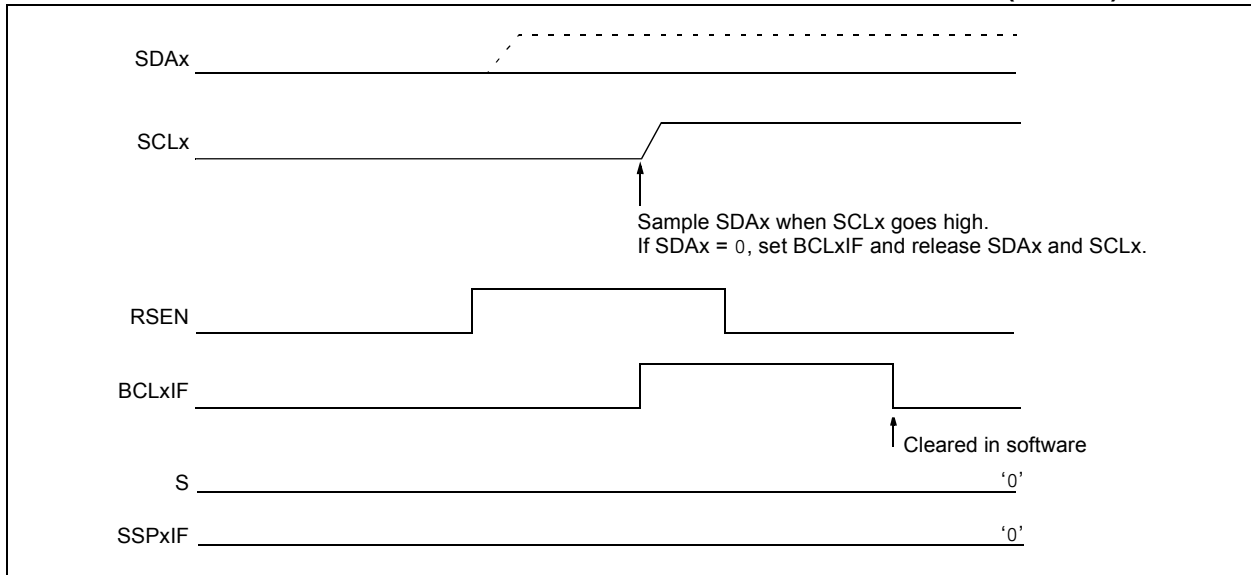 SDAx
SCLx
Sample SDAx when SCLx goes high.
If SDAx = 0, set BCLxIF and release SDAx and SCLx.
RSEN
BCLxIF
Cleared in software
S
‘0’
SSPxIF
‘0’